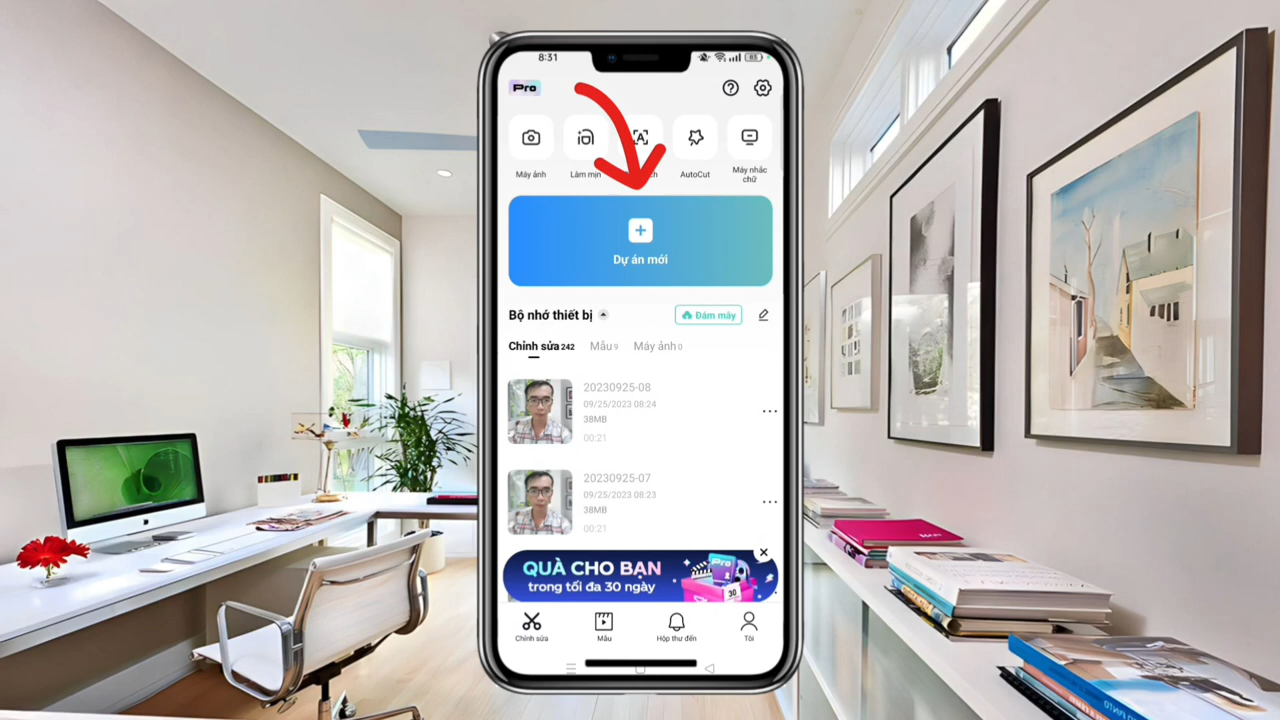 8:31
83
Pro
Máy ảnh
Làm mịn
AutoCut
Máy nhắc
chữ
Dự án mới
Bộ nhớ thiết bị
Đám mây
Chỉnh sửa 242
Mẫu 9
Máy ảnh 0
20230925-08
09/25/2023 08:24
38MB
00:21
20230925-07
09/25/2023 08:23
38MB
00:21
QUÀ CHO BẠN
trong tối đa 30 ngày
Pro
30
Chỉnh sửa
Mẫu
Hộp thư đến
Tôi